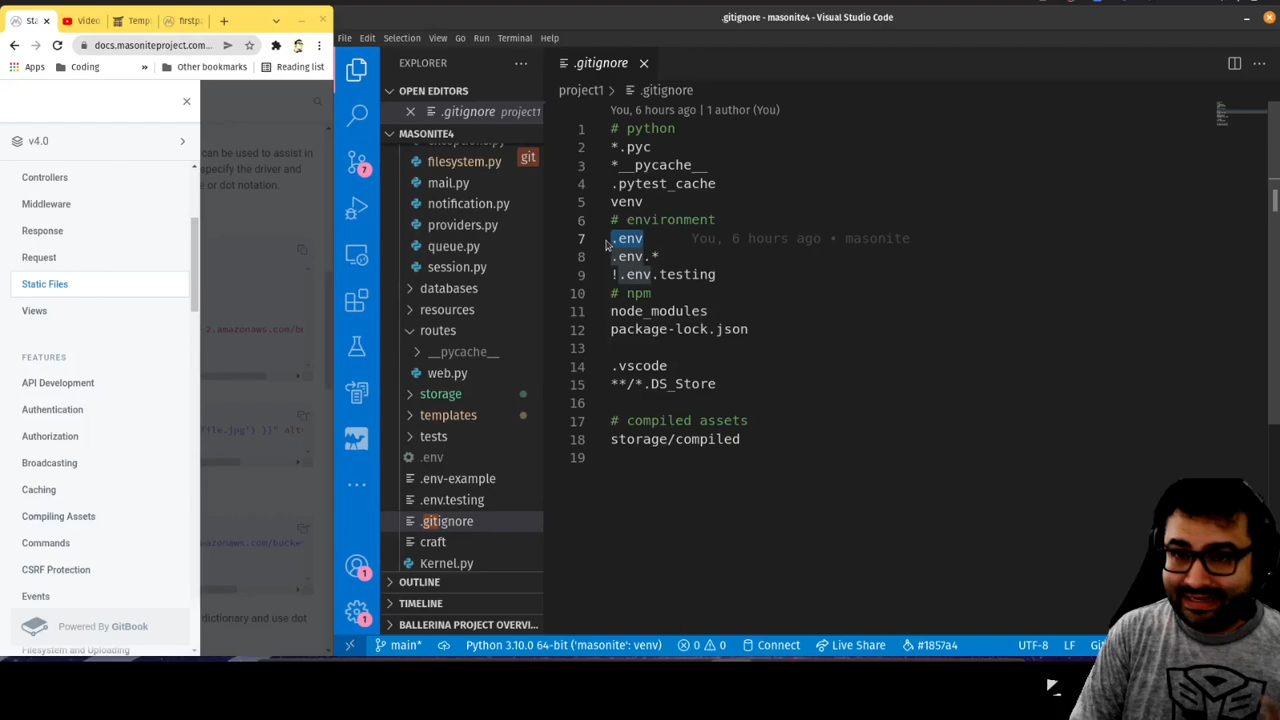 Sta
Video
Temp
firstp
docs.masoniteproject.com...
Apps
Coding
»
Other bookmarks
Reading list
v4.0
Controllers
Middleware
Response
Request
Static Files
Views
FEATURES
API Development
Authentication
Authorization
Broadcasting
Caching
Compiling Assets
Commands
CSRF Protection
Events
Powered By GitBook
Filesystem and Uploading
can be used to assist in
specify the driver and
e or dot notation.
2.amazonaws.com/bu
file.jpg') }}" alt
amazonaws.com/bucke
dictionary and use dot
.gitignore - masonite4 - Visual Studio Code
File Edit Selection View Go Run Terminal Help
EXPLORER
OPEN EDITORS
.gitignore project1
MASONITE4
exceptions.py
git
filesystem.py
mail.py
notification.py
providers.py
queue.py
session.py
databases
resources
routes
__pycache__
web.py
storage
templates
tests
.env
.env-example
.env.testing
.gitignore
craft
Kernel.py
OUTLINE
TIMELINE
BALLERINA PROJECT OVERVI...
7
1
1
.gitignore
project1 > .gitignore
You, 6 hours ago | 1 author (You)
1 # python
2 *.pyc
3 *__pycache__
4 .pytest_cache
5 venv
6 # environment
7 .env You, 6 hours ago • masonite
8 .env.*
9 !.env.testing
10 # npm
11 node_modules
12 package-lock.json
13
14 .vscode
15 **/*.DS_Store
16
17 # compiled assets
18 storage/compiled
19
main* Python 3.10.0 64-bit ('masonite': venv) 0 0 Connect Live Share #1857a4 UTF-8 LF